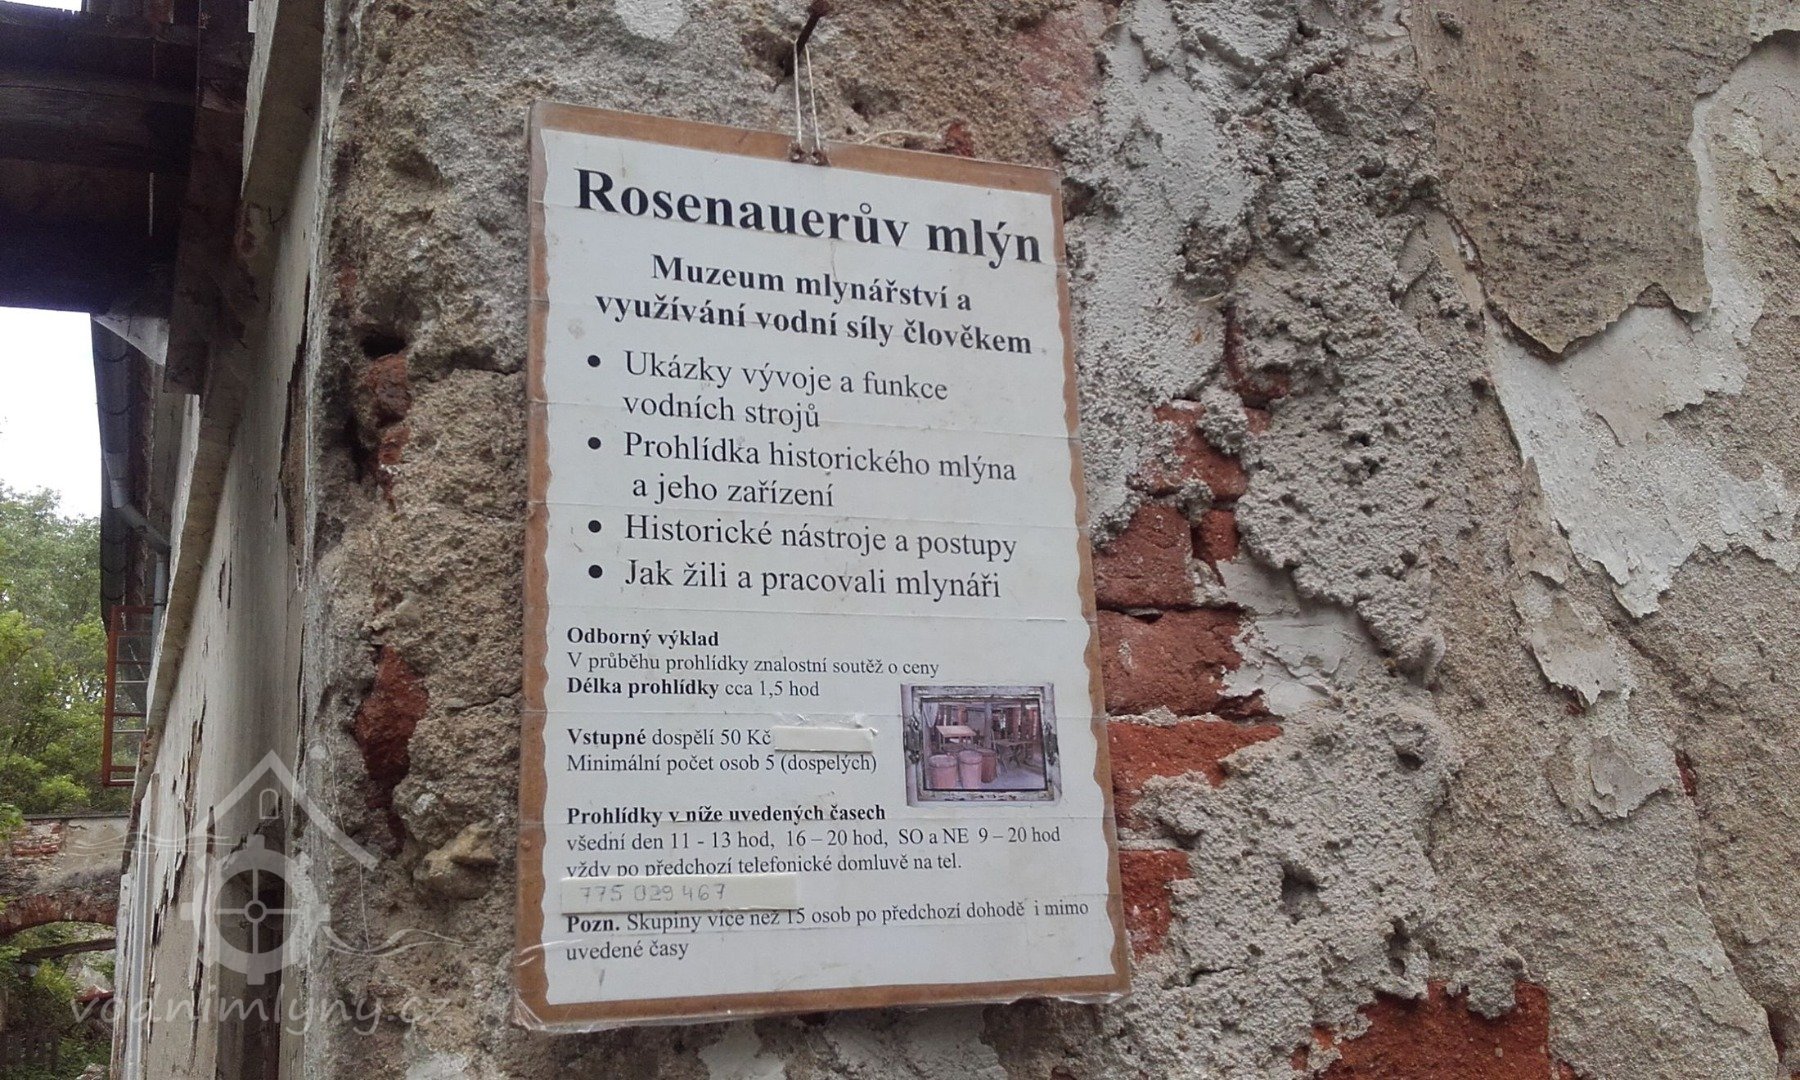 Rosenauerův mlýn
Muzeum mlynářství a
využívání vodní síly člověkem
• Ukázky vývoje a funkce
vodních strojů
• Prohlídka historického mlýna
a jeho zařízení
• Historické nástroje a postupy
• Jak žili a pracovali mlynáři
Odborný výklad
V průběhu prohlídky znalostní soutěž o ceny
Délka prohlídky cca 1,5 hod
Vstupné dospělí 50 Kč
Minimální počet osob 5 (dospelých)
Prohlídky v níže uvedených časech
všední den 11 - 13 hod, 16 – 20 hod, SO a NE 9 – 20 hod
vždy po předchozí telefonické domluvě na tel.
775 029 467
Pozn. Skupiny více než 15 osob po předchozí dohodě i mimo
uvedené časy
vodnimlyny.cz